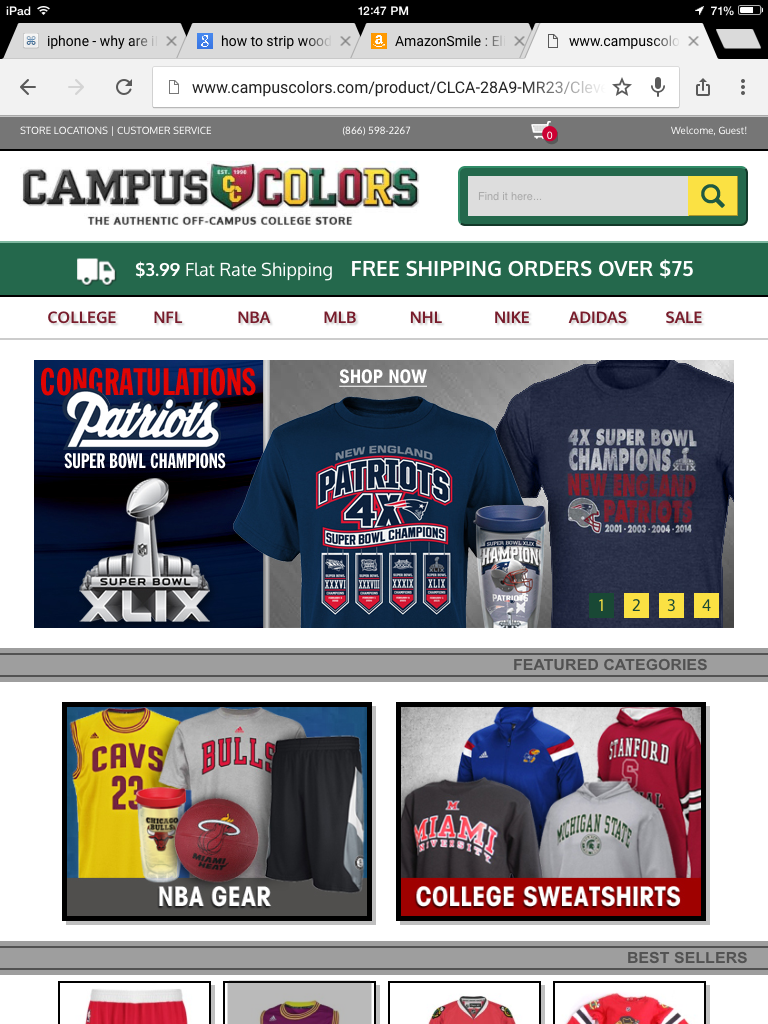 iPad 12:47 PM 71%
iphone - why are i
how to strip wood
AmazonSmile : El
www.campuscolo
www.campuscolors.com/product/CLCA-28A9-MR23/Clev
STORE LOCATIONS | CUSTOMER SERVICE (866) 598-2267 0 Welcome, Guest!
EST. 1996
CAMPUS CC COLORS
THE AUTHENTIC OFF-CAMPUS COLLEGE STORE
Find it here...
$3.99 Flat Rate Shipping FREE SHIPPING ORDERS OVER $75
COLLEGE NFL NBA MLB NHL NIKE ADIDAS SALE
CONGRATULATIONS
Patriots
SUPER BOWL CHAMPIONS
SUPER BOWL
XLIX
SHOP NOW
NEW ENGLAND
PATRIOTS
4X
SUPER BOWL CHAMPIONS
XXXVI XXXVIII XXXIX XLIX
SUPER BOWL XLIX
HAMPION
PATRIOTS
4X SUPER BOWL
CHAMPIONS XLIX
NEW ENGLAND
PATRIOTS
2001 · 2003 · 2004 · 2014
1 2 3 4
FEATURED CATEGORIES
CAVS
23
BULLS
CHICAGO
BULLS
MIAMI
HEAT
NBA GEAR
STANFORD
S
M
MIAMI
UNIVERSITY
MICHIGAN STATE
COLLEGE SWEATSHIRTS
BEST SELLERS